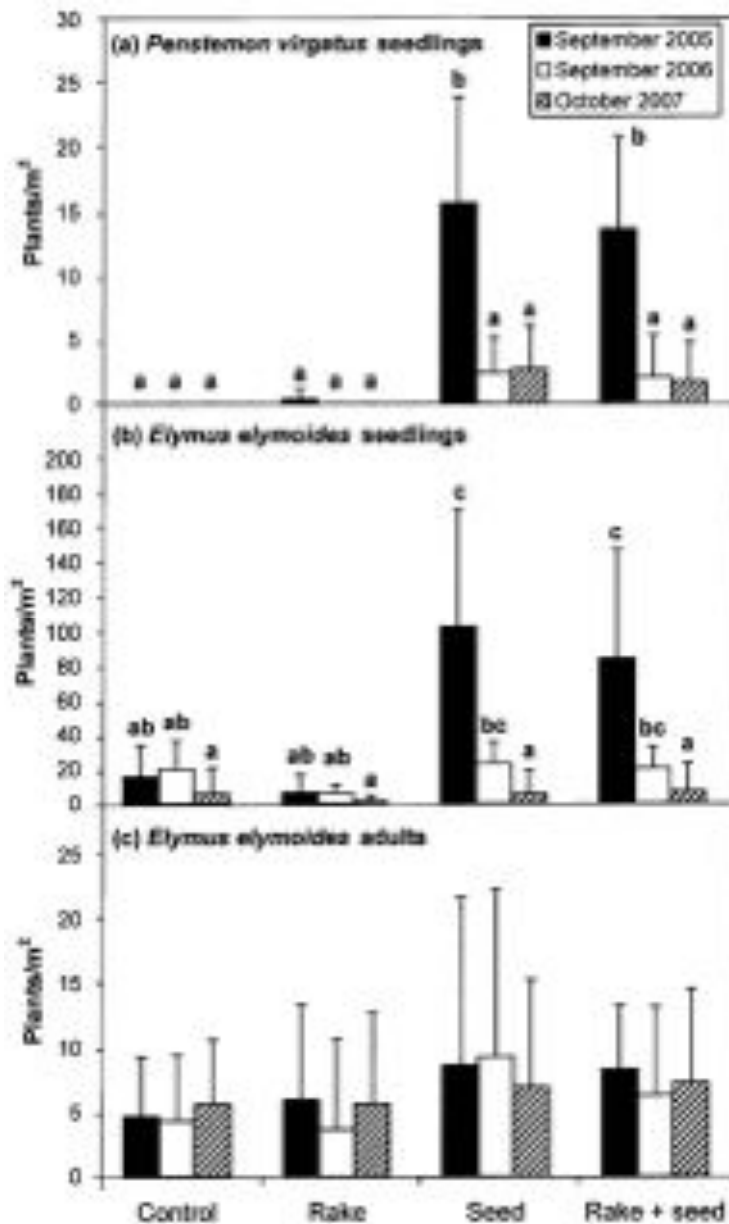 30
(a) Penstemon virgatus seedlings
September 2005
September 2006
October 2007
25
20
15
10
5
0
Plants/m²
a a a
a a a
b a a
b a a
(b) Elymus elymoides seedlings
200
180
160
140
120
100
80
60
40
20
0
Plants/m²
ab ab a
ab ab a
c bc a
c bc a
(c) Elymus elymoides adults
25
20
15
10
5
0
Plants/m²
Control Rake Seed Rake + seed